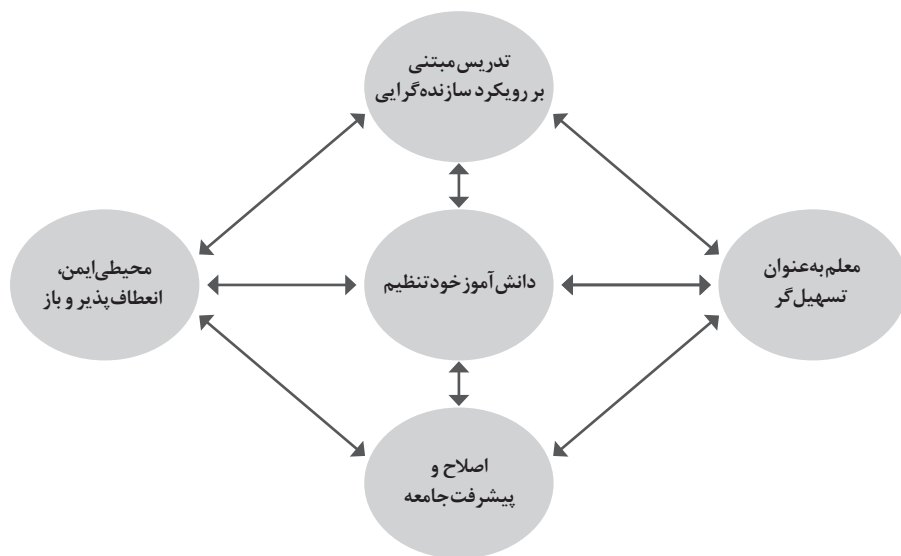 تدریس مبتنی
بر رویکرد سازنده‌گرایی
معلم به‌عنوان
تسهیل‌گر
دانش‌آموز خودتنظیم
محیطی ایمن،
انعطاف‌پذیر و باز
اصلاح و
پیشرفت جامعه